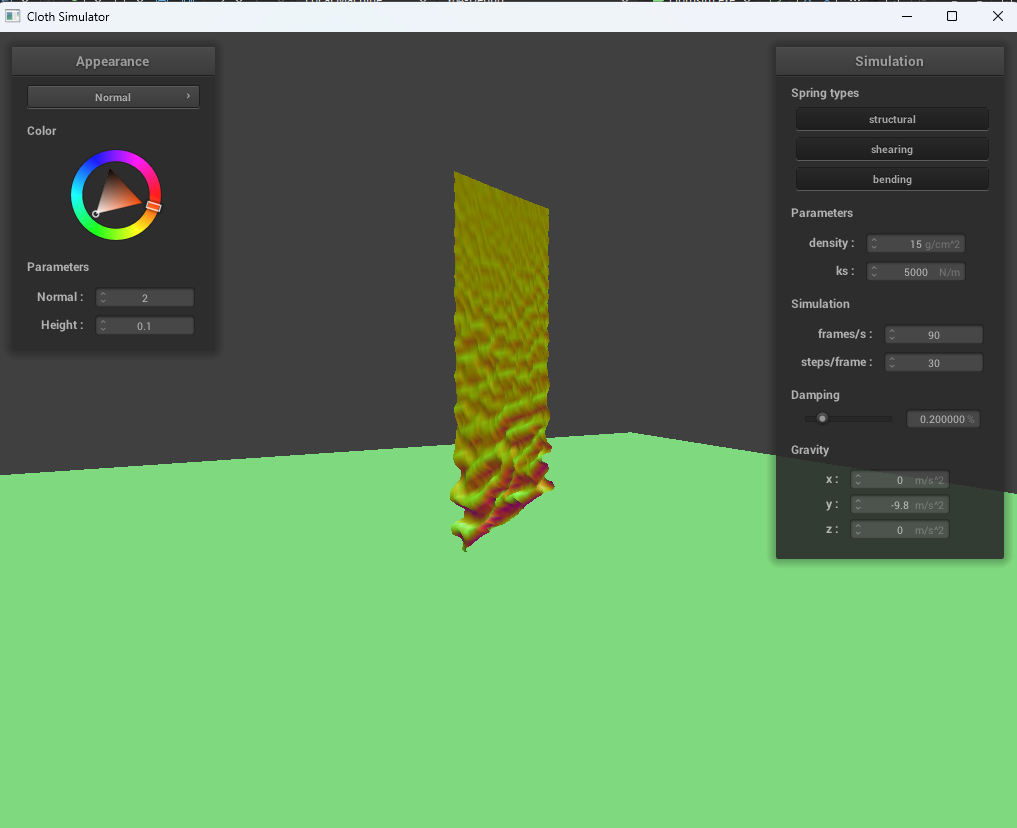 Cloth Simulator
Appearance
Normal
Color
Parameters
Normal : 2
Height : 0.1
Simulation
Spring types
structural
shearing
bending
Parameters
density : 15 g/cm^2
ks : 5000 N/m
Simulation
frames/s : 90
steps/frame : 30
Damping
0.200000 %
Gravity
x : 0 m/s^2
y : -9.8 m/s^2
z : 0 m/s^2